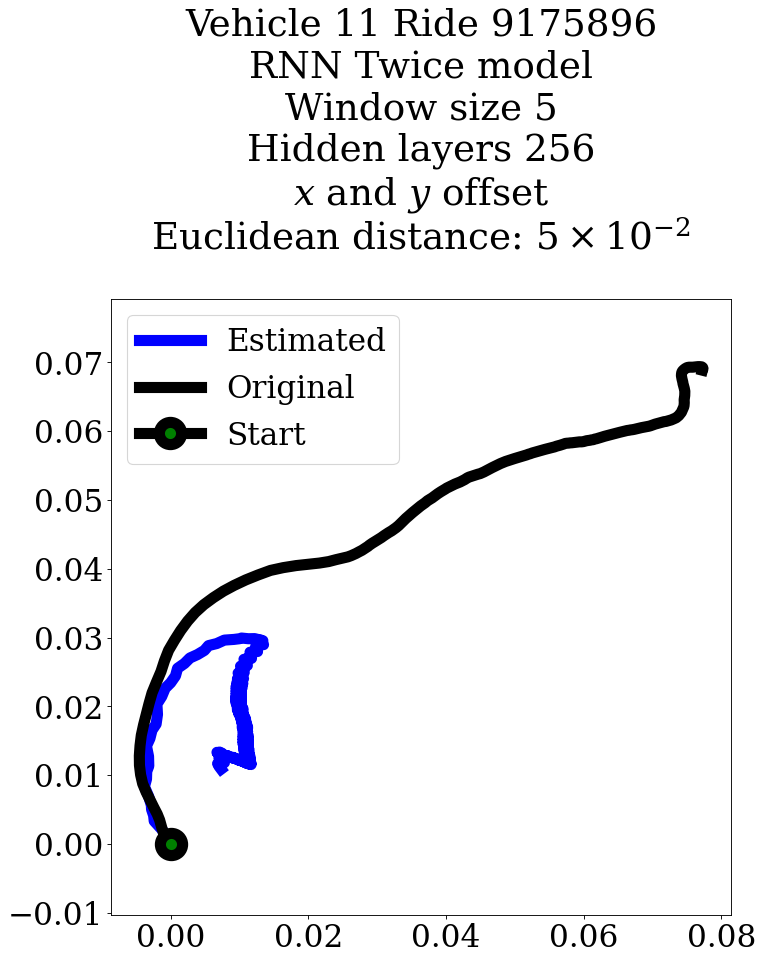 Vehicle 11 Ride 9175896
RNN Twice model
Window size 5
Hidden layers 256
x and y offset
Euclidean distance: 5 × 10⁻²
Estimated
Original
Start
0.07
0.06
0.05
0.04
0.03
0.02
0.01
0.00
−0.01
0.00 0.02 0.04 0.06 0.08